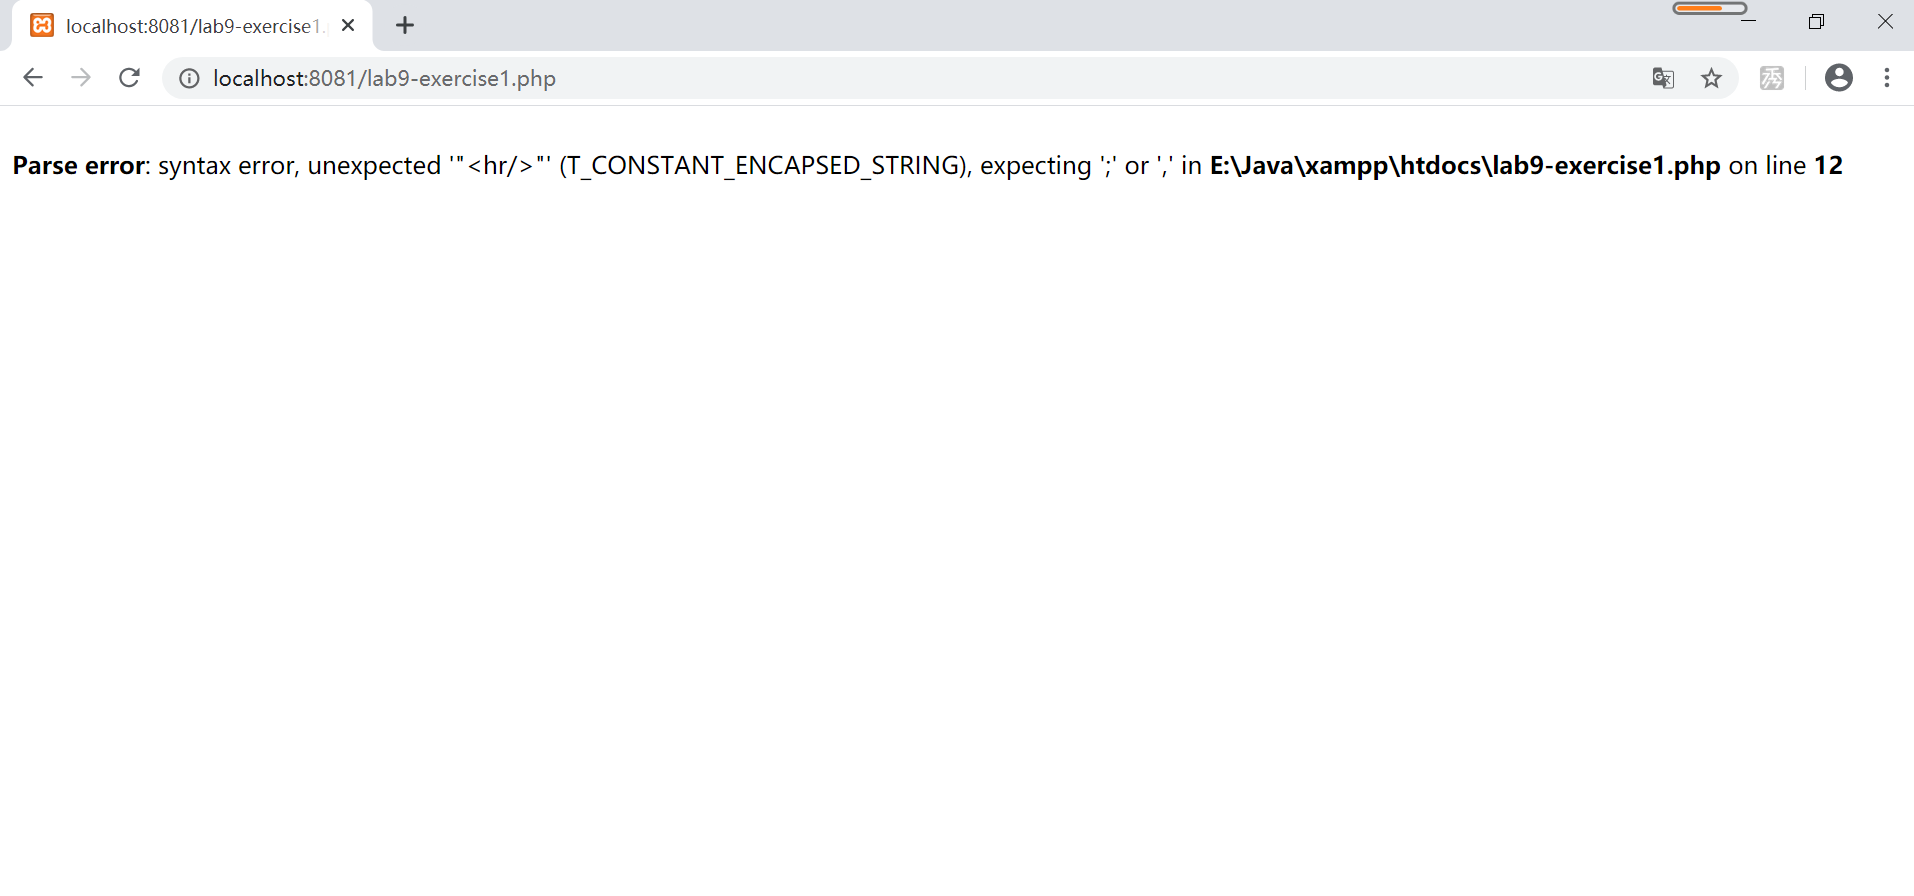 localhost:8081/lab9-exercise1.
localhost:8081/lab9-exercise1.php
秀
Parse error: syntax error, unexpected '"<hr/>"' (T_CONSTANT_ENCAPSED_STRING), expecting ';' or ',' in E:\Java\xampp\htdocs\lab9-exercise1.php on line 12